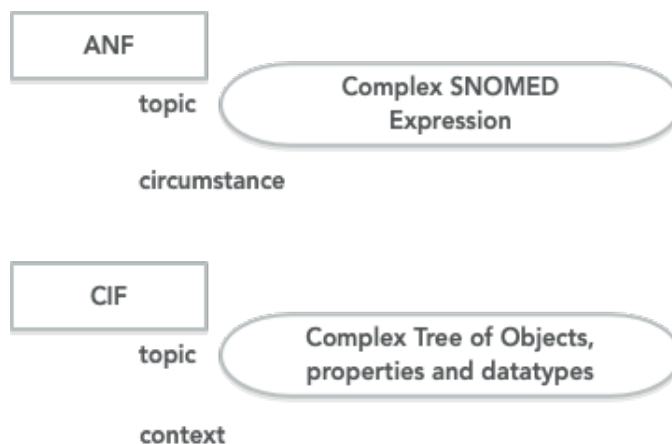 ANF
topic
Complex SNOMED
Expression
circumstance
CIF
topic
Complex Tree of Objects,
properties and datatypes
context